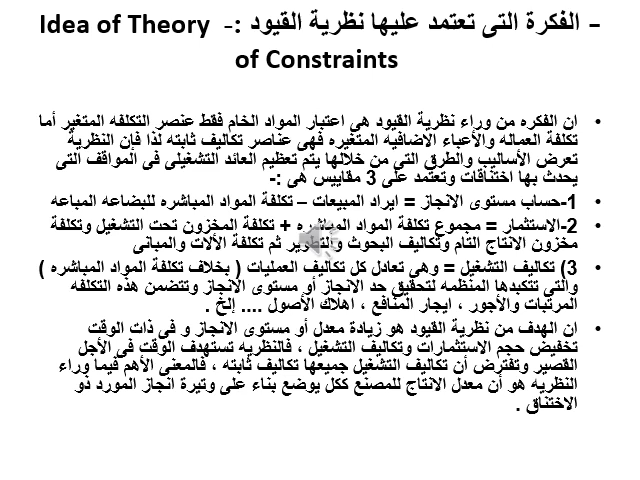 – الفكرة التى تعتمد عليها نظرية القيود :- Idea of Theory
of Constraints
• ان الفكره من وراء نظرية القيود هى اعتبار المواد الخام فقط عنصر التكلفه المتغير أما
تكلفة العماله والأعباء الاضافيه المتغيره فهى عناصر تكاليف ثابته لذا فإن النظرية
تعرض الأساليب والطرق التى من خلالها يتم تعظيم العائد التشغيلى فى المواقف التى
يحدث بها اختناقات وتعتمد على 3 مقاييس هى :-
• 1-حساب مستوى الانجاز = ايراد المبيعات – تكلفة المواد المباشره للبضاعه المباعه
• 2-الاستثمار = مجموع تكلفة المواد المباشره + تكلفة المخزون تحت التشغيل وتكلفة
مخزون الانتاج التام وتكاليف البحوث والتطوير ثم تكلفة الألات والمبانى
• 3) تكاليف التشغيل = وهي تعادل كل تكاليف العمليات ( بخلاف تكلفة المواد المباشره )
والتي تتكبدها المنظمه لتحقيق حد الانجاز أو مستوى الانجاز وتتضمن هذه التكلفه
المرتبات والأجور ، ايجار المنافع ، اهلاك الأصول .... إلخ .
• ان الهدف من نظرية القيود هو زيادة معدل أو مستوى الانجاز و فى ذات الوقت
تخفيض حجم الاستثمارات وتكاليف التشغيل ، فالنظريه تستهدف الوقت فى الأجل
القصير وتفترض أن تكاليف التشغيل جميعها تكاليف ثابته ، فالمعنى الأهم فيما وراء
النظريه هو أن معدل الانتاج للمصنع ككل يوضع بناء على وتيرة انجاز المورد ذو
الاختناق .